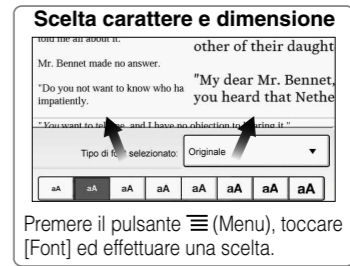 Scelta carattere e dimensione
told me all about it.
other of their daught
Mr. Bennet made no answer.
"My dear Mr. Bennet,
"Do you not want to know who ha
you heard that Nethe
impatiently.
"You want to tell me, and I have no objection to hearing it."
Tipo di font selezionato: Originale
aA aA aA aA aA aA aA aA
Premere il pulsante (Menu), toccare
[Font] ed effettuare una scelta.